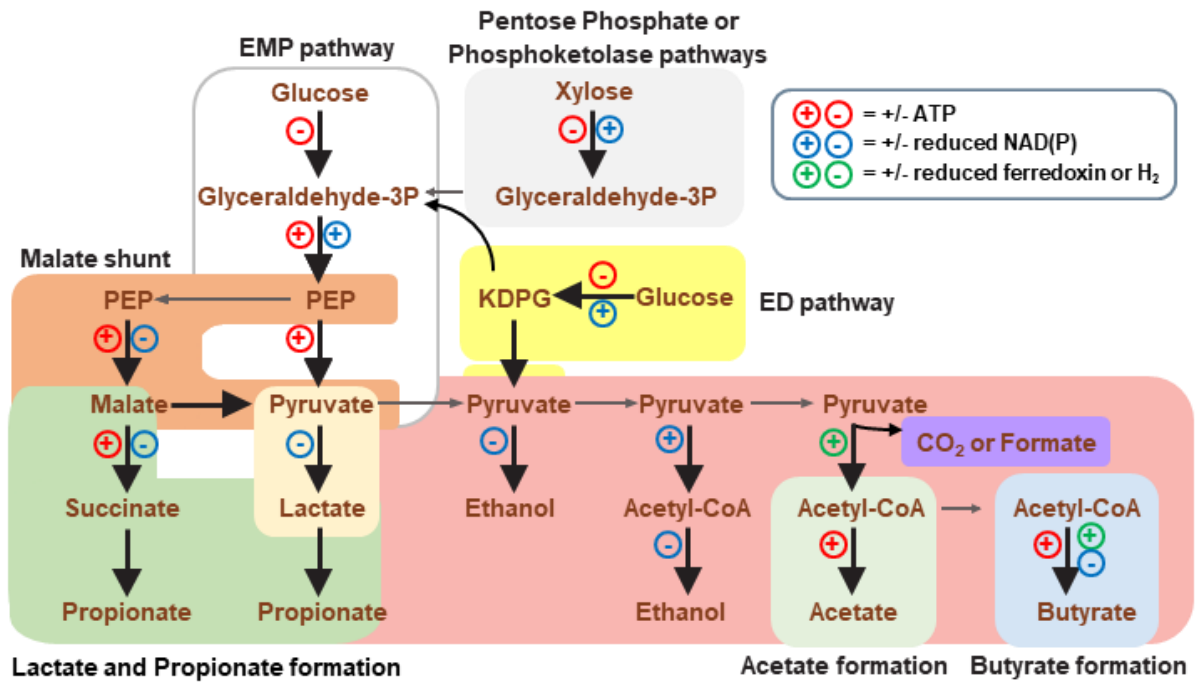 Pentose Phosphate or
Phosphoketolase pathways
EMP pathway
Glucose
Xylose
= +/- ATP
= +/- reduced NAD(P)
= +/- reduced ferredoxin or H₂
Glyceraldehyde-3P
Glyceraldehyde-3P
Malate shunt
PEP
PEP
KDPG
Glucose
ED pathway
Malate
Pyruvate
Pyruvate
Pyruvate
Pyruvate
CO₂ or Formate
Succinate
Lactate
Ethanol
Acetyl-CoA
Acetyl-CoA
Acetyl-CoA
Propionate
Propionate
Ethanol
Acetate
Butyrate
Lactate and Propionate formation
Acetate formation
Butyrate formation